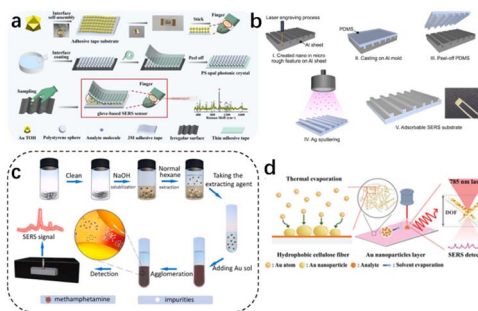 a
Interface
self-assembly
Adhesive tape substrate
Stick
Finger
Interface
coating
Peel off
PS opal photonic crystal
Sampling
Finger
glove-based SERS sensor
Raman Shift (cm-1)
Au TOH
Polystyrene sphere
Analyte molecule
3M adhesive tape
Irregular surface
Thin adhesive tape
b
Laser engraving process
Al sheet
I. Created nano in micro
rough feature on Al sheet
PDMS
II. Casting on Al mold
III. Peel-off PDMS
IV. Ag sputtering
V. Adsorbable SERS substrate
c
Clean
NaOH
solubilization
Normal
hexane
extraction
Taking the
extracting agent
SERS
signal
Adding Au sol
Detection
Agglomeration
methamphetamine
impurities
d
Thermal evaporation
785 nm las
DOF
Hydrophobic cellulose fiber
Au nanoparticles layer
SERS detec
: Au atom
: Au nanoparticle
: Analyte
: Solvent evaporation